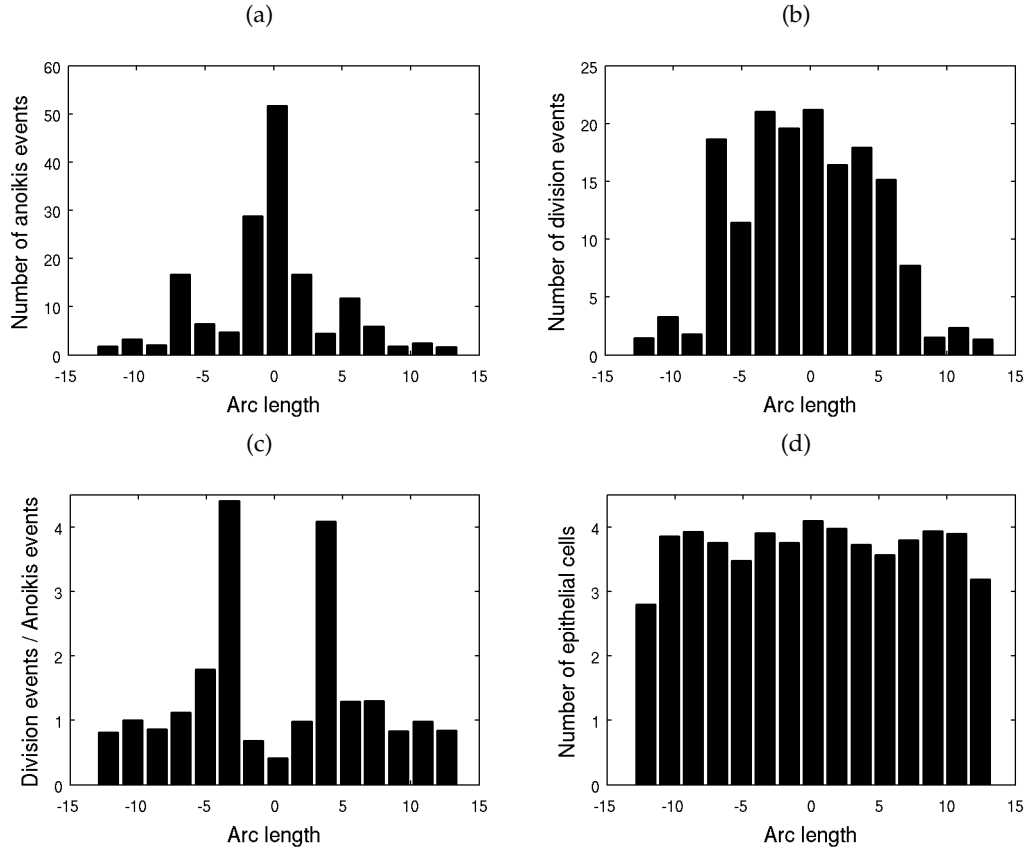 (a)
60
50
40
30
20
10
0
Number of anoikis events
-15 -10 -5 0 5 10 15
Arc length
(b)
25
20
15
10
5
0
Number of division events
-15 -10 -5 0 5 10 15
Arc length
(c)
4
3
2
1
0
Division events / Anoikis events
-15 -10 -5 0 5 10 15
Arc length
(d)
4
3
2
1
0
Number of epithelial cells
-15 -10 -5 0 5 10 15
Arc length